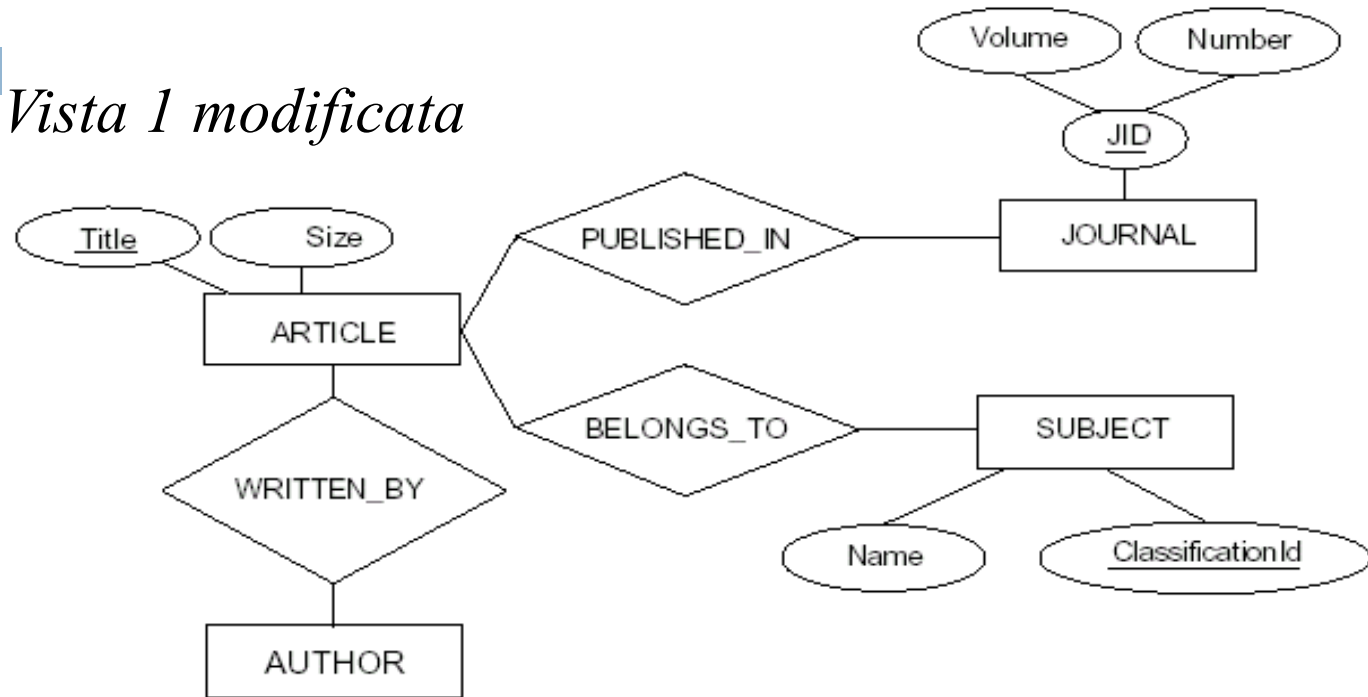 Volume
Number
Vista 1 modificata
JID
Title
Size
PUBLISHED_IN
JOURNAL
ARTICLE
BELONGS_TO
SUBJECT
WRITTEN_BY
Name
ClassificationId
AUTHOR